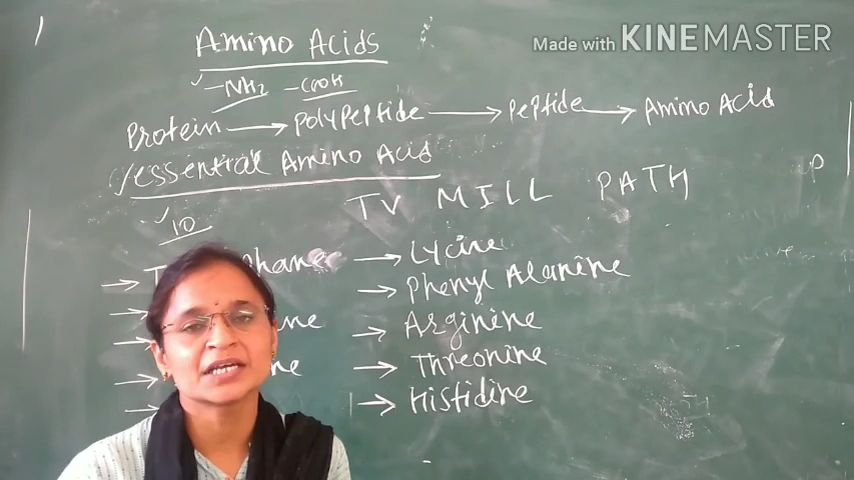 Made with KINEMASTER
Amino Acids
-NH2 -COOH
Protein → Polypeptide → Peptide → Amino Acid
essential Amino Acid
TV MILL PATH
10
→ Lycine
→ Phenyl Alanine
→ Arginine
→ Threonine
→ Histidine